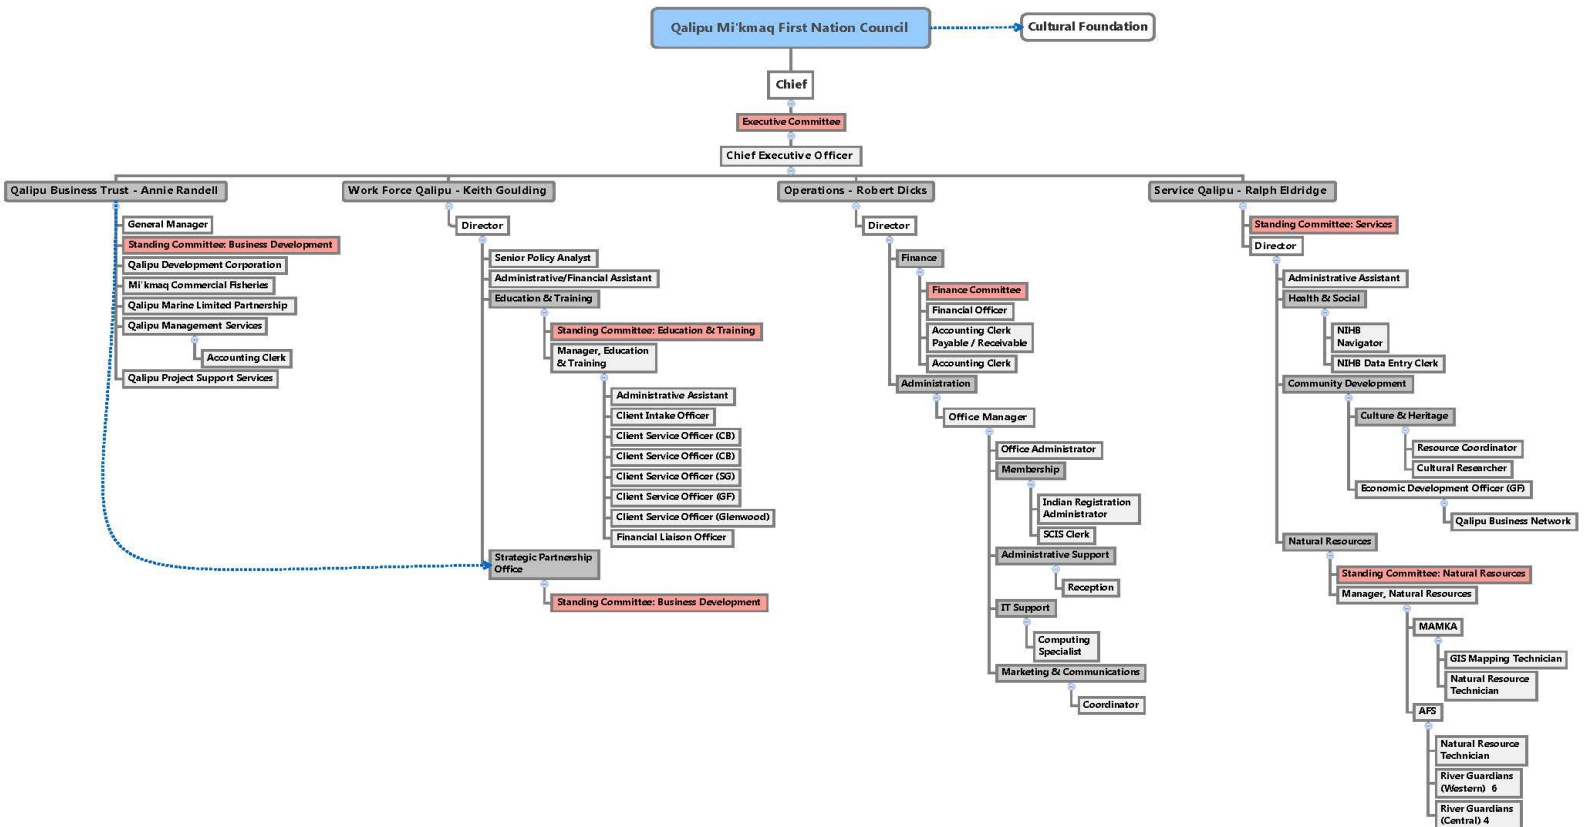 Qalipu Mi'kmaq First Nation Council
Cultural Foundation
Chief
Executive Committee
Chief Executive Officer
Qalipu Business Trust - Annie Randell
General Manager
Standing Committee: Business Development
Qalipu Development Corporation
Mi'kmaq Commercial Fisheries
Qalipu Marine Limited Partnership
Qalipu Management Services
Accounting Clerk
Qalipu Project Support Services
Work Force Qalipu - Keith Goulding
Director
Senior Policy Analyst
Administrative/Financial Assistant
Education & Training
Standing Committee: Education & Training
Manager, Education
& Training
Administrative Assistant
Client Intake Officer
Client Service Officer (CB)
Client Service Officer (CB)
Client Service Officer (SG)
Client Service Officer (GF)
Client Service Officer (Glenwood)
Financial Liaison Officer
Strategic Partnership
Office
Standing Committee: Business Development
Operations - Robert Dicks
Director
Finance
Finance Committee
Financial Officer
Accounting Clerk
Payable / Receivable
Accounting Clerk
Administration
Office Manager
Office Administrator
Membership
Indian Registration
Administrator
SCIS Clerk
Administrative Support
Reception
IT Support
Computing
Specialist
Marketing & Communications
Coordinator
Service Qalipu - Ralph Eldridge
Standing Committee: Services
Director
Administrative Assistant
Health & Social
NIHB
Navigator
NIHB Data Entry Clerk
Community Development
Culture & Heritage
Resource Coordinator
Cultural Researcher
Economic Development Officer (GF)
Qalipu Business Network
Natural Resources
Standing Committee: Natural Resources
Manager, Natural Resources
MAMKA
GIS Mapping Technician
Natural Resource
Technician
AFS
Natural Resource
Technician
River Guardians
(Western) 6
River Guardians
(Central) 4